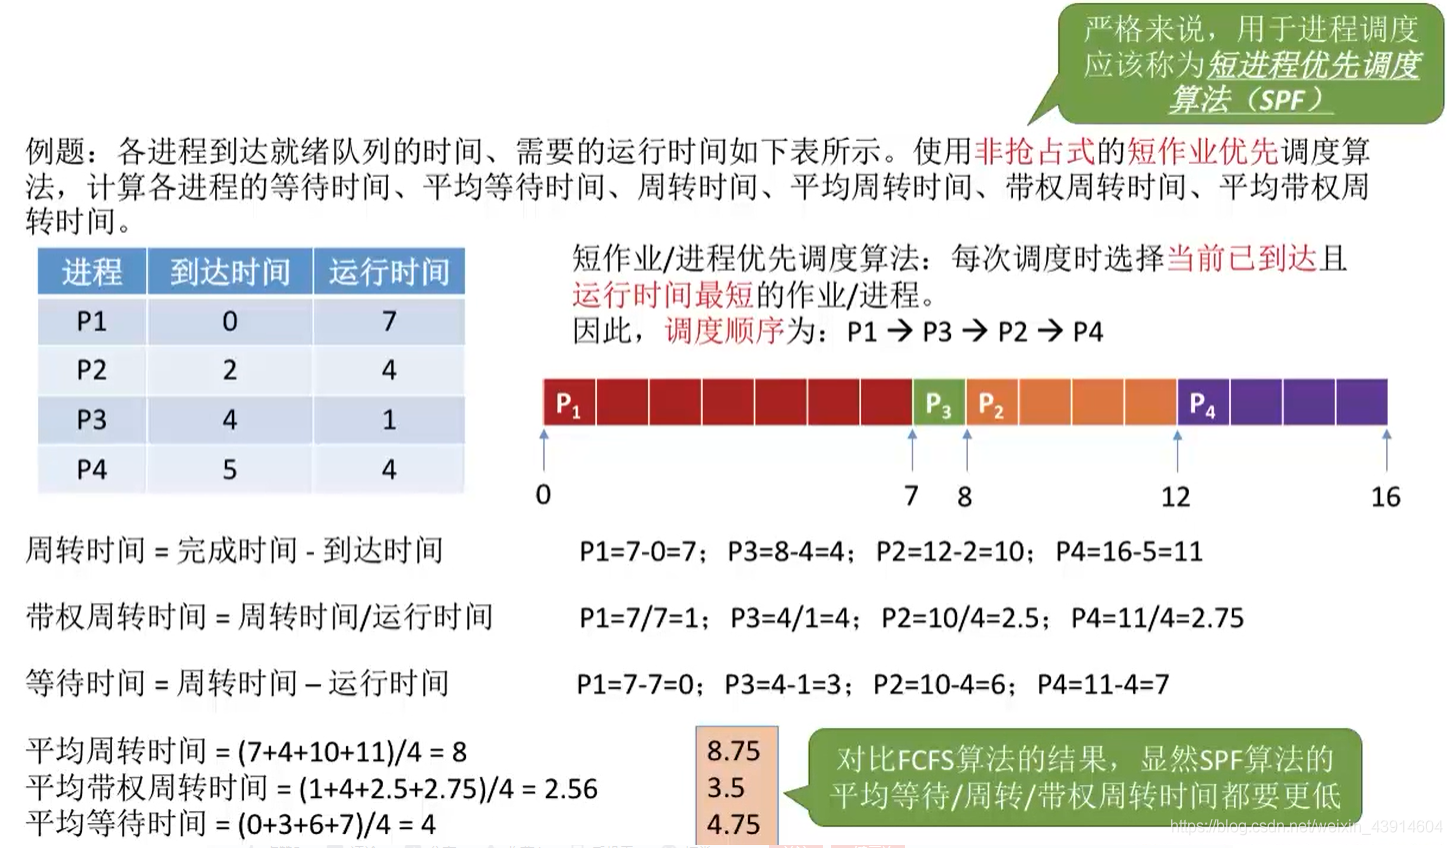 严格来说，用于进程调度
应该称为短进程优先调度
算法（SPF）
例题：各进程到达就绪队列的时间、需要的运行时间如下表所示。使用非抢占式的短作业优先调度算
法，计算各进程的等待时间、平均等待时间、周转时间、平均周转时间、带权周转时间、平均带权周
转时间。
进程 到达时间 运行时间
P1 0 7
P2 2 4
P3 4 1
P4 5 4
短作业/进程优先调度算法：每次调度时选择当前已到达且
运行时间最短的作业/进程。
因此，调度顺序为：P1 → P3 → P2 → P4
P1 P3 P2 P4
0 7 8 12 16
周转时间 = 完成时间 - 到达时间 P1=7-0=7；P3=8-4=4；P2=12-2=10；P4=16-5=11
带权周转时间 = 周转时间/运行时间 P1=7/7=1；P3=4/1=4；P2=10/4=2.5；P4=11/4=2.75
等待时间 = 周转时间 – 运行时间 P1=7-7=0；P3=4-1=3；P2=10-4=6；P4=11-4=7
平均周转时间 = (7+4+10+11)/4 = 8
平均带权周转时间 = (1+4+2.5+2.75)/4 = 2.56
平均等待时间 = (0+3+6+7)/4 = 4
8.75
3.5
4.75
对比FCFS算法的结果，显然SPF算法的
平均等待/周转/带权周转时间都要更低
https://blog.csdn.net/weixin_43914604